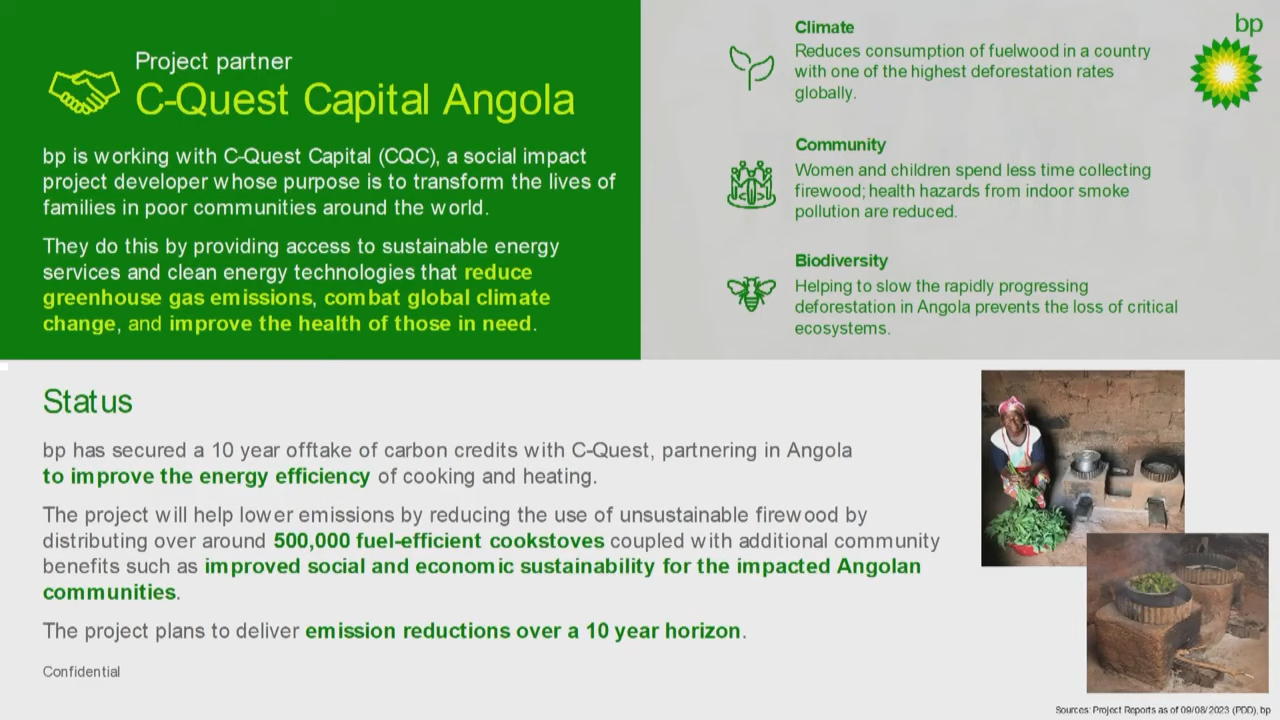 Project partner
C-Quest Capital Angola
bp is working with C-Quest Capital (CQC), a social impact
project developer whose purpose is to transform the lives of
families in poor communities around the world.
They do this by providing access to sustainable energy
services and clean energy technologies that reduce
greenhouse gas emissions, combat global climate
change, and improve the health of those in need.
Climate
Reduces consumption of fuelwood in a country
with one of the highest deforestation rates
globally.
Community
Women and children spend less time collecting
firewood; health hazards from indoor smoke
pollution are reduced.
Biodiversity
Helping to slow the rapidly progressing
deforestation in Angola prevents the loss of critical
ecosystems.
bp
Status
bp has secured a 10 year offtake of carbon credits with C-Quest, partnering in Angola
to improve the energy efficiency of cooking and heating.
The project will help lower emissions by reducing the use of unsustainable firewood by
distributing over around 500,000 fuel-efficient cookstoves coupled with additional community
benefits such as improved social and economic sustainability for the impacted Angolan
communities.
The project plans to deliver emission reductions over a 10 year horizon.
Confidential
Sources: Project Reports as of 09/08/2023 (PDD), bp